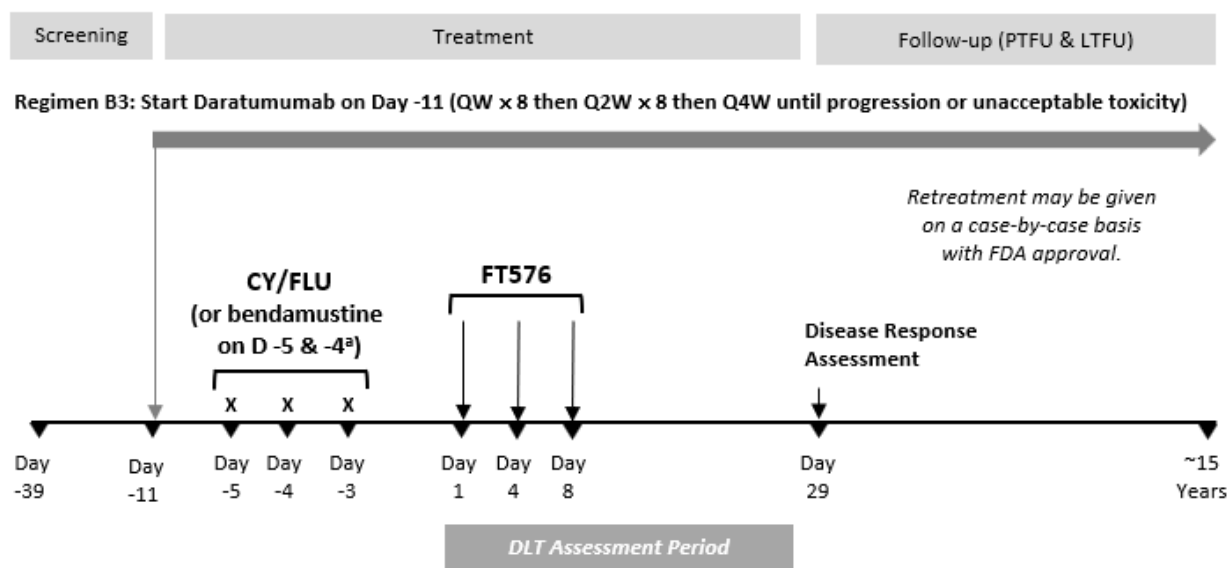 Screening
Treatment
Follow-up (PTFU & LTFU)
Regimen B3: Start Daratumumab on Day -11 (QW x 8 then Q2W x 8 then Q4W until progression or unacceptable toxicity)
Retreatment may be given
on a case-by-case basis
with FDA approval.
CY/FLU
(or bendamustine
on D -5 & -4ᵃ)
FT576
Disease Response
Assessment
X X X
Day Day Day Day Day Day Day Day Day ~15
-39 -11 -5 -4 -3 1 4 8 29 Years
DLT Assessment Period